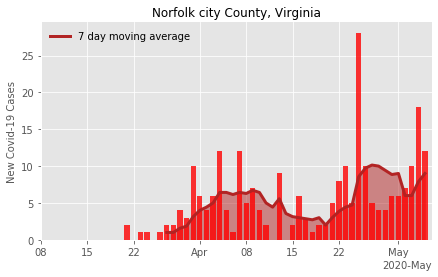 Norfolk city County, Virginia
7 day moving average
New Covid-19 Cases
25
20
15
10
5
0
08 15 22 Apr 08 15 22 May
2020-May